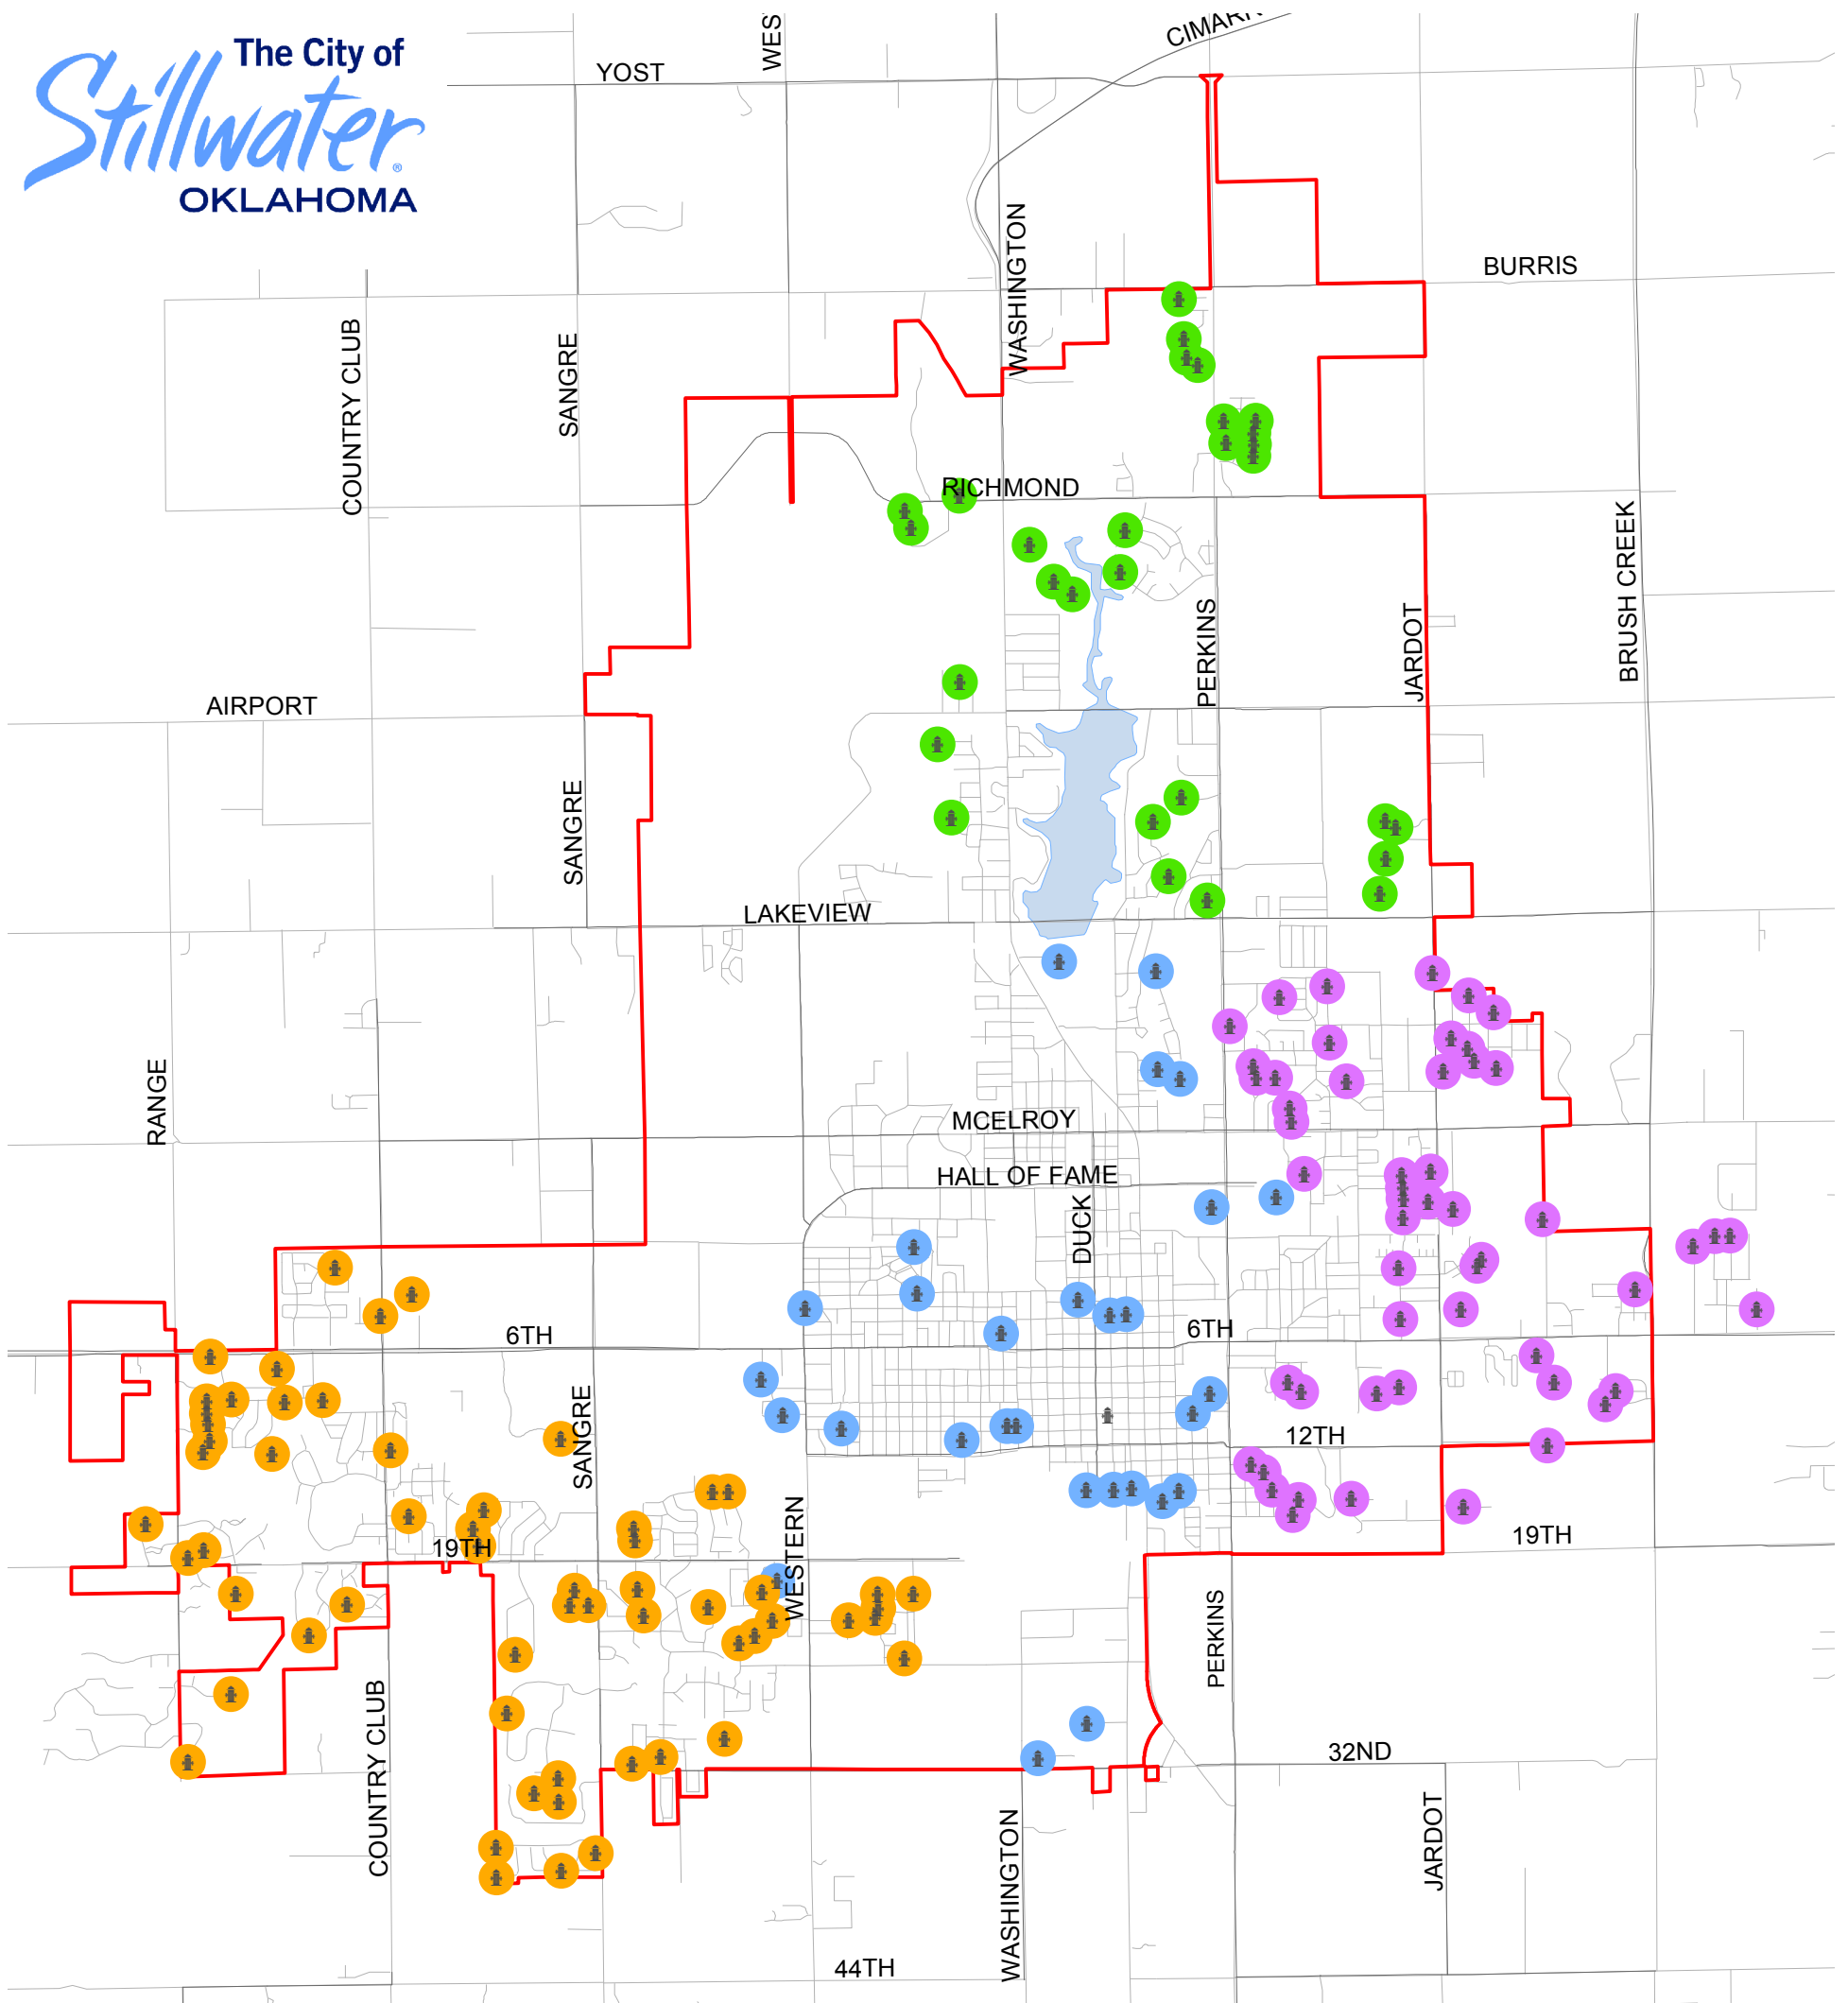 The City of
Stillwater®
OKLAHOMA
YOST
WES
CIMARR
WASHINGTON
BURRIS
COUNTRY CLUB
SANGRE
RICHMOND
BRUSH CREEK
PERKINS
JARDOT
AIRPORT
SANGRE
LAKEVIEW
RANGE
MCELROY
HALL OF FAME
DUCK
6TH
6TH
SANGRE
12TH
19TH
WESTERN
19TH
PERKINS
COUNTRY CLUB
32ND
WASHINGTON
JARDOT
44TH